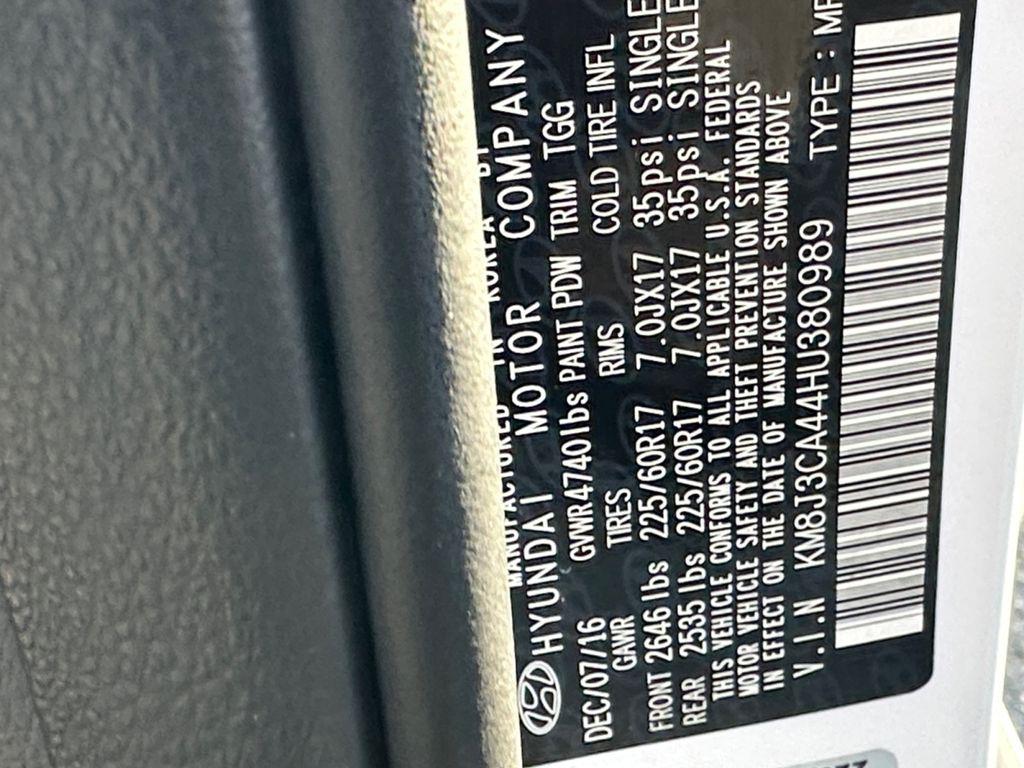 MANUFACTURED IN KOREA BY
HYUNDAI MOTOR COMPANY
DEC/07/16 GVWR4740lbs PAINT PDW TRIM TGG
GAWR TIRES RIMS COLD TIRE INFL
FRONT 2646 lbs 225/60R17 7.0JX17 35psi SINGLE
REAR 2535 lbs 225/60R17 7.0JX17 35psi SINGLE
THIS VEHICLE CONFORMS TO ALL APPLICABLE U.S.A. FEDERAL
MOTOR VEHICLE SAFETY AND THEFT PREVENTION STANDARDS
IN EFFECT ON THE DATE OF MANUFACTURE SHOWN ABOVE
V.I.N KM8J3CA44HU380989 TYPE :